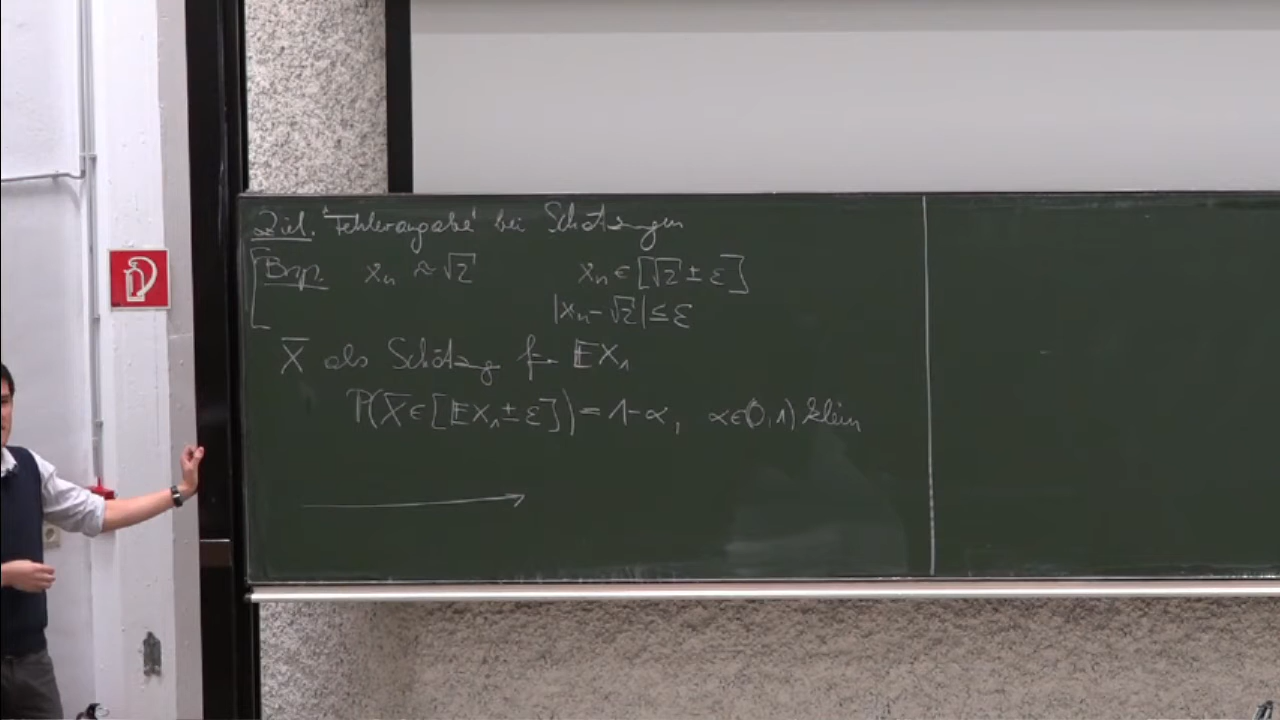 Ziel. "Fehlerangabe" bei Schätzungen
Bsp. xₙ ≈ √2 xₙ ∈ [√2 ± ε]
|xₙ - √2| ≤ ε
X̄ als Schätzung für 𝔼X₁
ℙ(X̄ ∈ [𝔼X₁ ± ε]) = 1-α, α∈(0,1) klein